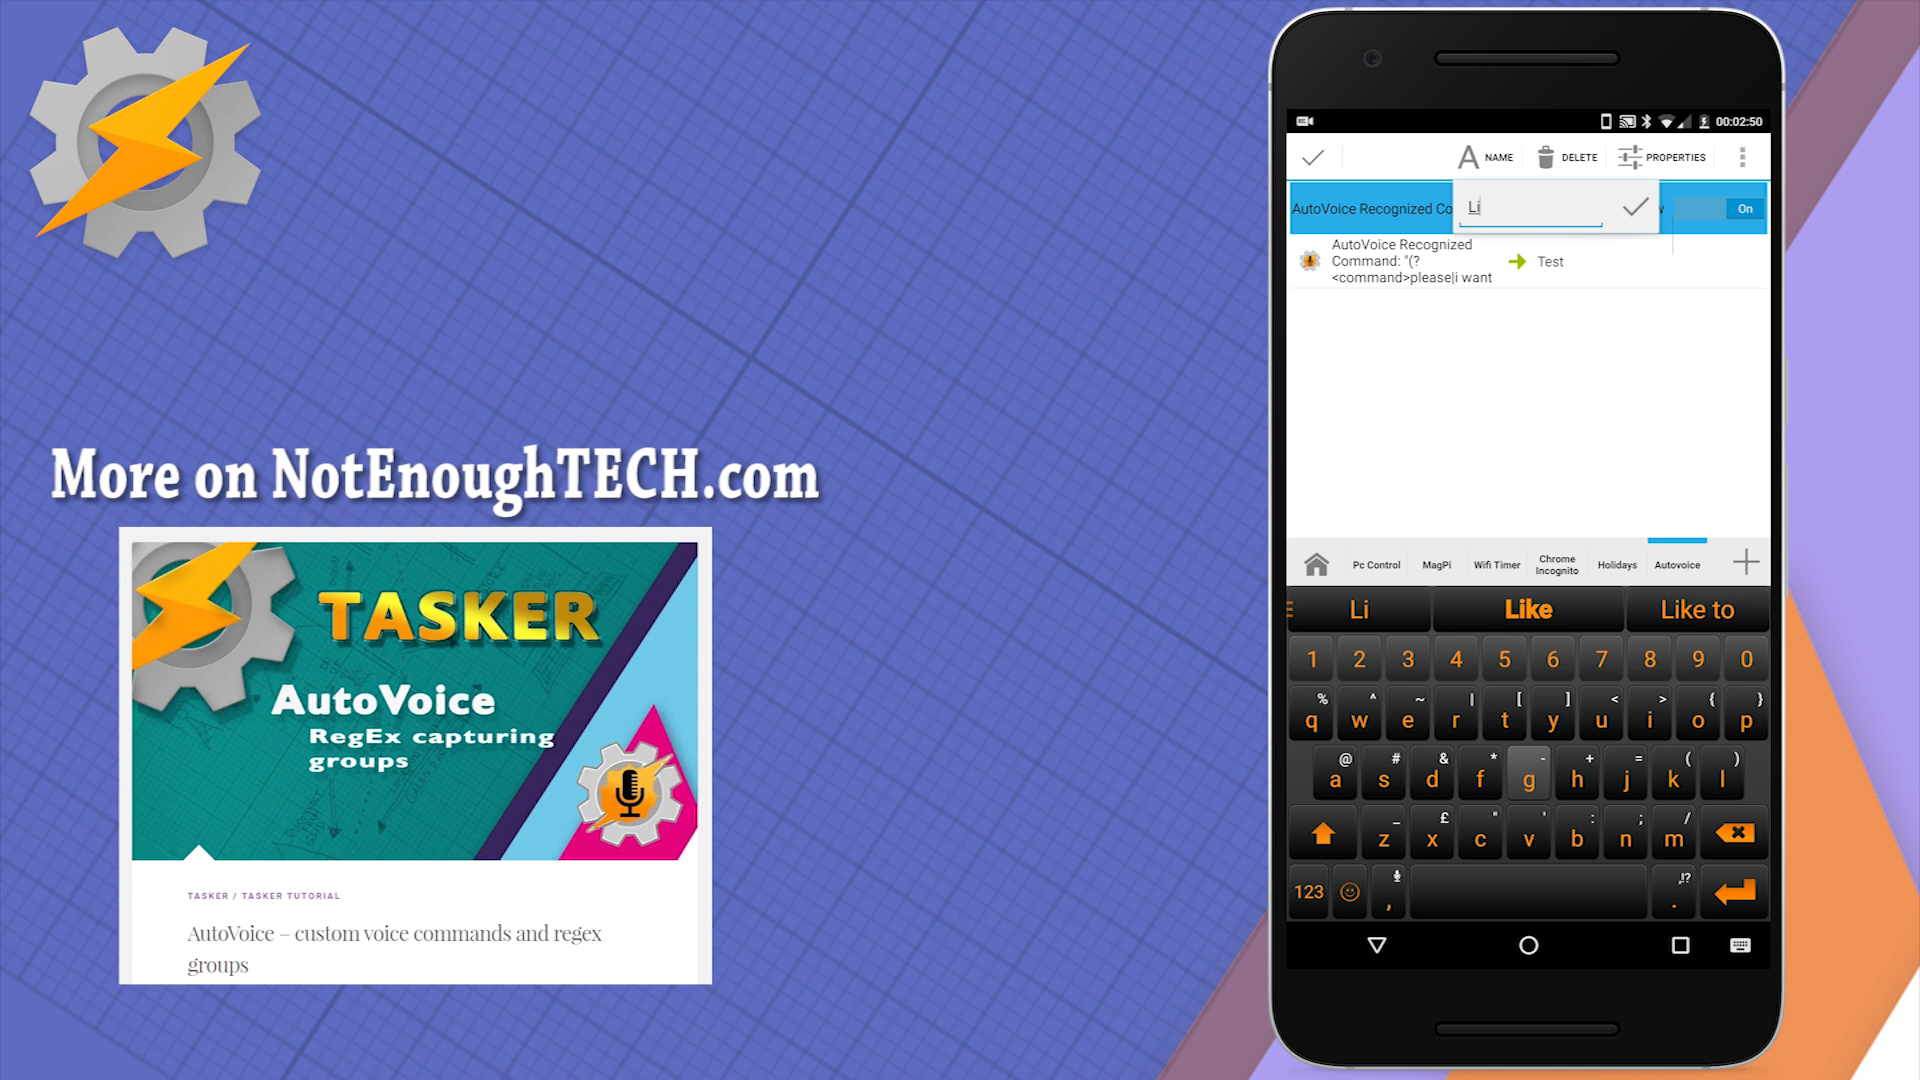 More on NotEnoughTECH.com
TASKER
AutoVoice
RegEx capturing
groups
TASKER / TASKER TUTORIAL
AutoVoice – custom voice commands and regex
groups
00:02:50
NAME DELETE PROPERTIES
AutoVoice Recognized Co
Li
On
AutoVoice Recognized
Command: "(?
<command>please|i want
Test
Pc Control MagPi Wifi Timer Chrome Incognito Holidays Autovoice
Li Like Like to
1 2 3 4 5 6 7 8 9 0
% ^ ~ | [ ] < > { }
q w e r t y u i o p
@ # & * - + = ( )
a s d f g h j k l
_ £ " ' : ; /
z x c v b n m
123 , ,!? .